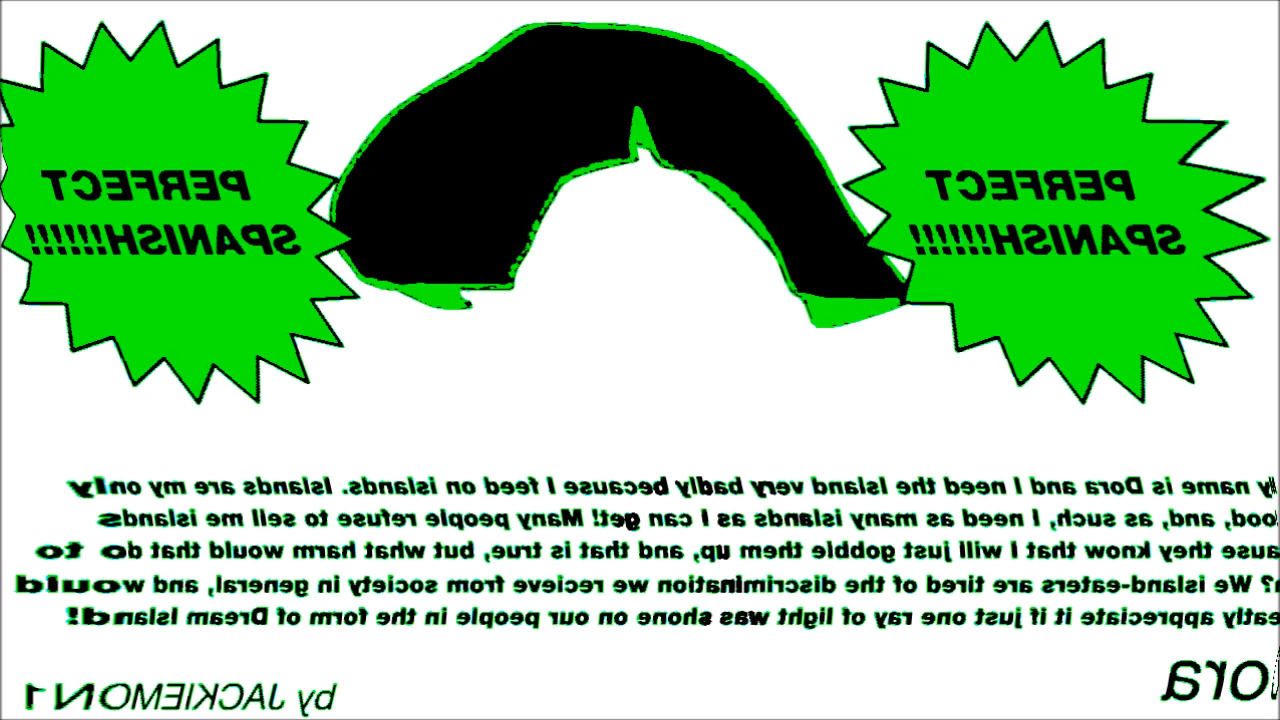 PERFECT
SPANISH!!!!!!
PERFECT
SPANISH!!!!!!
y name is Dora and I need the Island very badly because I feed on islands. Islands are my only
ood, and, as such, I need as many islands as I can get! Many people refuse to sell me islands
ause they know that I will just gobble them up, and that is true, but what harm would that do to
? We island-eaters are tired of the discrimination we recieve from society in general, and would
eatly appreciate it if just one ray of light was shone on our people in the form of Dream Island!
ora
by JACKIEMON1